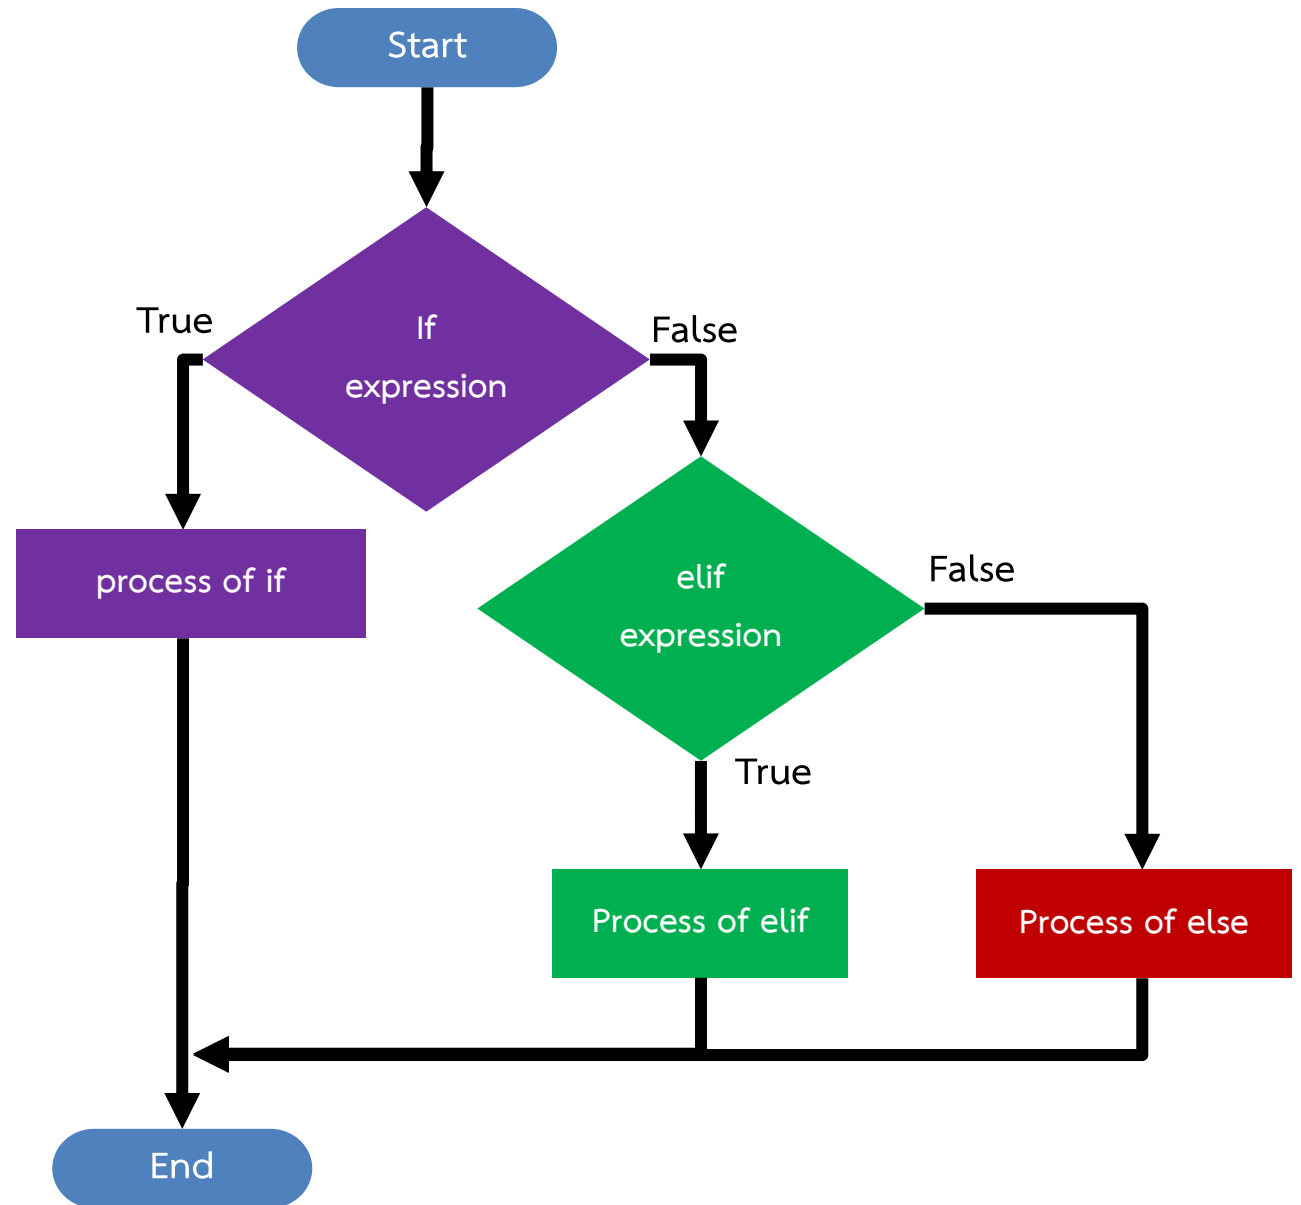 Start
True
If
expression
False
process of if
elif
expression
False
True
Process of elif
Process of else
End